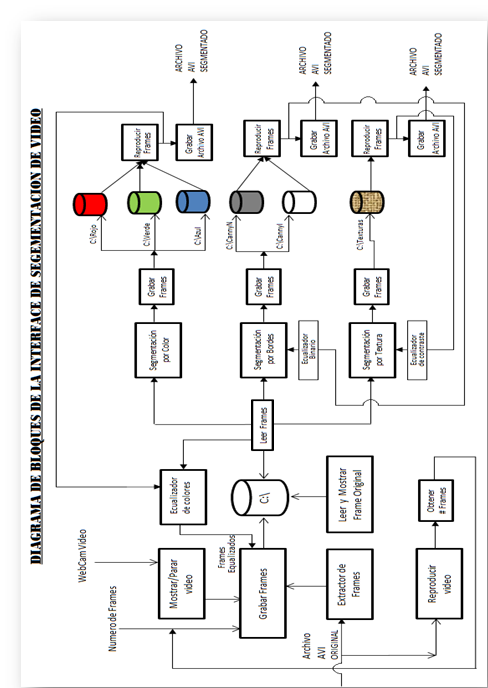 DIAGRAMA DE BLOQUES DE LA INTERFACE DE SEGEMENTACION DE VIDEO
WebCam Video
Numero de Frames
Mostrar/Parar
video
Frames
Equalizados
Grabar Frames
Archivo
AVI
ORIGINAL
Extractor de
Frames
Reproducir
video
Obtener
# Frames
Ecualizador
de colores
C:\
Leer y Mostrar
Frame Original
Leer Frames
Segmentación
por Color
Segmentación
por Bordes
Ecualizador
Binario
Segmentación
por Textura
Ecualizador
de contraste
Grabar
Frames
Grabar
Frames
Grabar
Frames
C:\Rojo
C:\Verde
C:\Azul
C:\CannyN
C:\CannyI
C:\Texturas
Reproducir
Frames
Grabar
Archivo AVI
Reproducir
Frames
Grabar
Archivo AVI
Reproducir
Frames
Grabar
Archivo AVI
ARCHIVO
AVI
SEGMENTADO
ARCHIVO
AVI
SEGMENTADO
ARCHIVO
AVI
SEGMENTADO